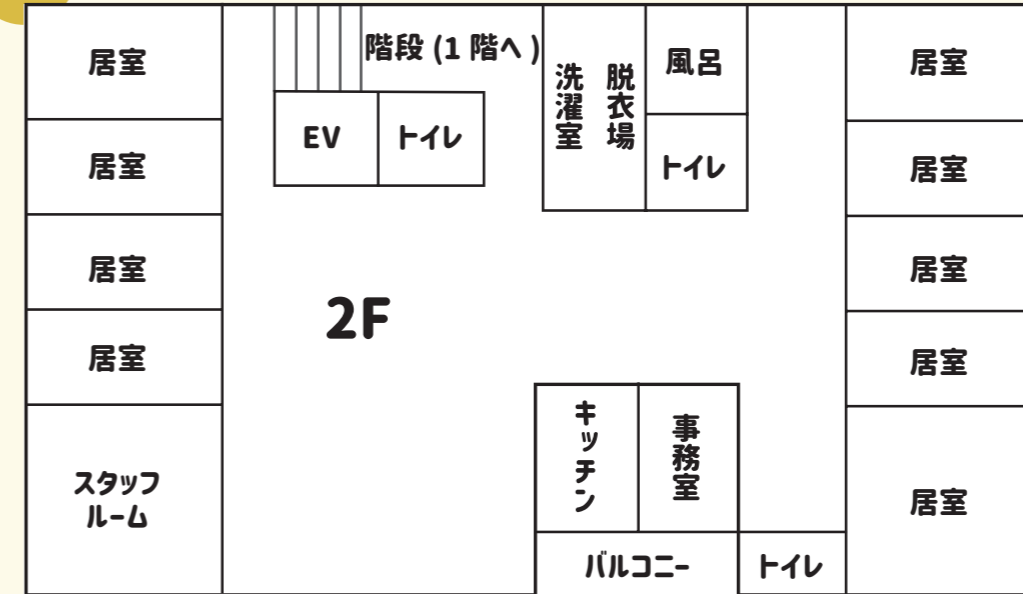 居室
居室
居室
居室
スタッフ
ルーム
階段 (1 階へ )
EV
トイレ
2F
洗濯室
脱衣場
風呂
トイレ
キッチン
事務室
バルコニー
トイレ
居室
居室
居室
居室
居室